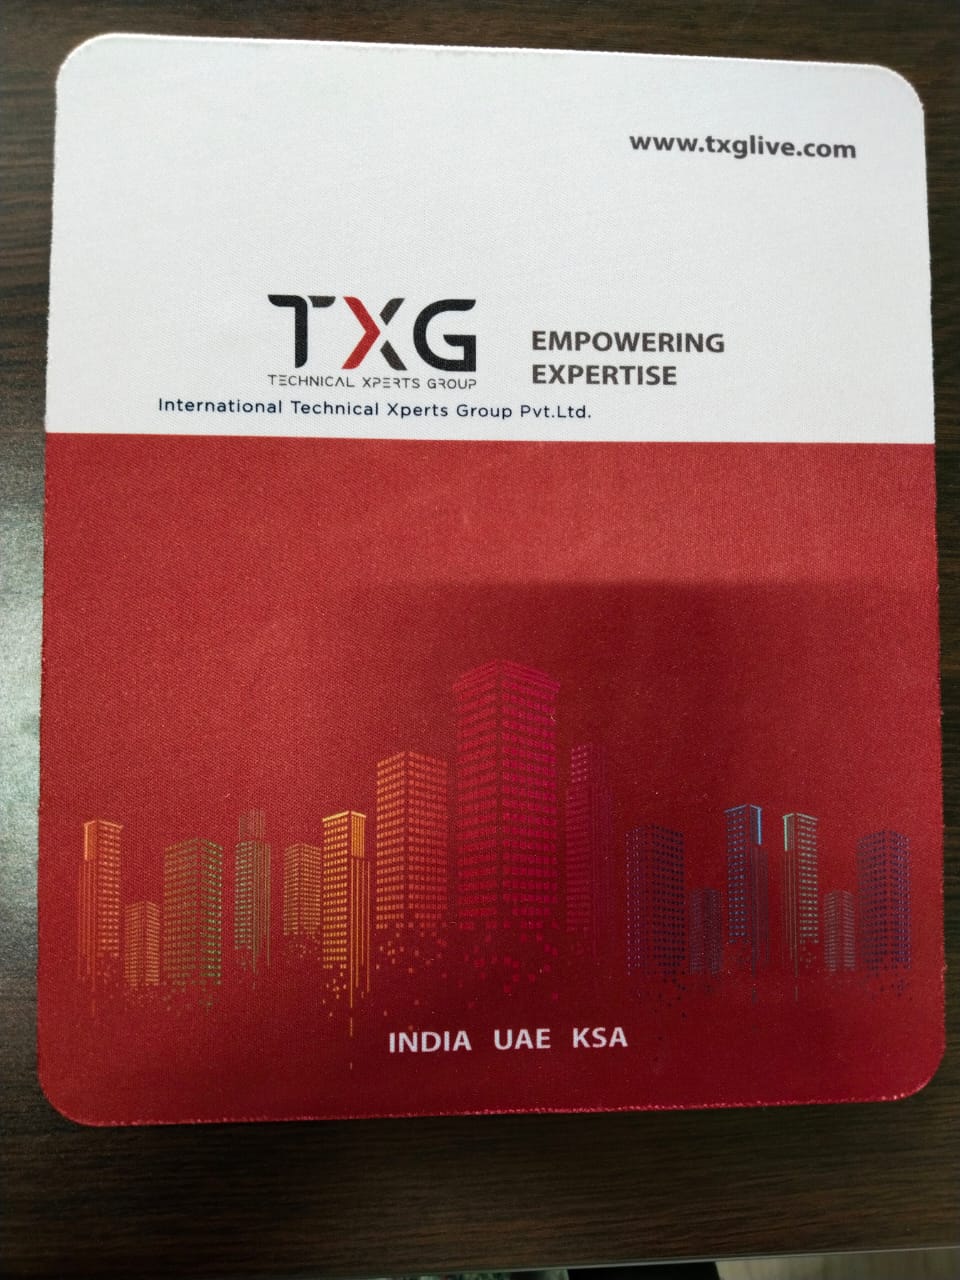 www.txglive.com
TXG
TECHNICAL XPERTS GROUP
International Technical Xperts Group Pvt.Ltd.
EMPOWERING
EXPERTISE
INDIA UAE KSA